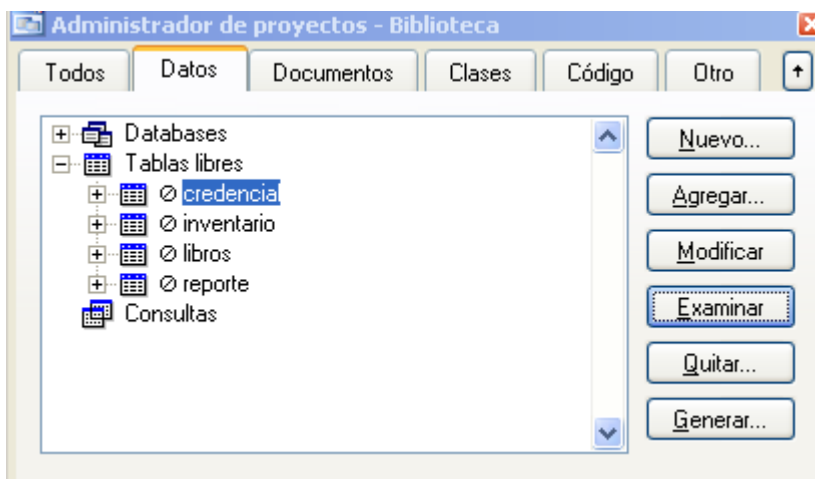 Administrador de proyectos - Biblioteca
Todos Datos Documentos Clases Código Otro
Databases
Tablas libres
credencial
inventario
libros
reporte
Consultas
Nuevo...
Agregar...
Modificar
Examinar
Quitar...
Generar...